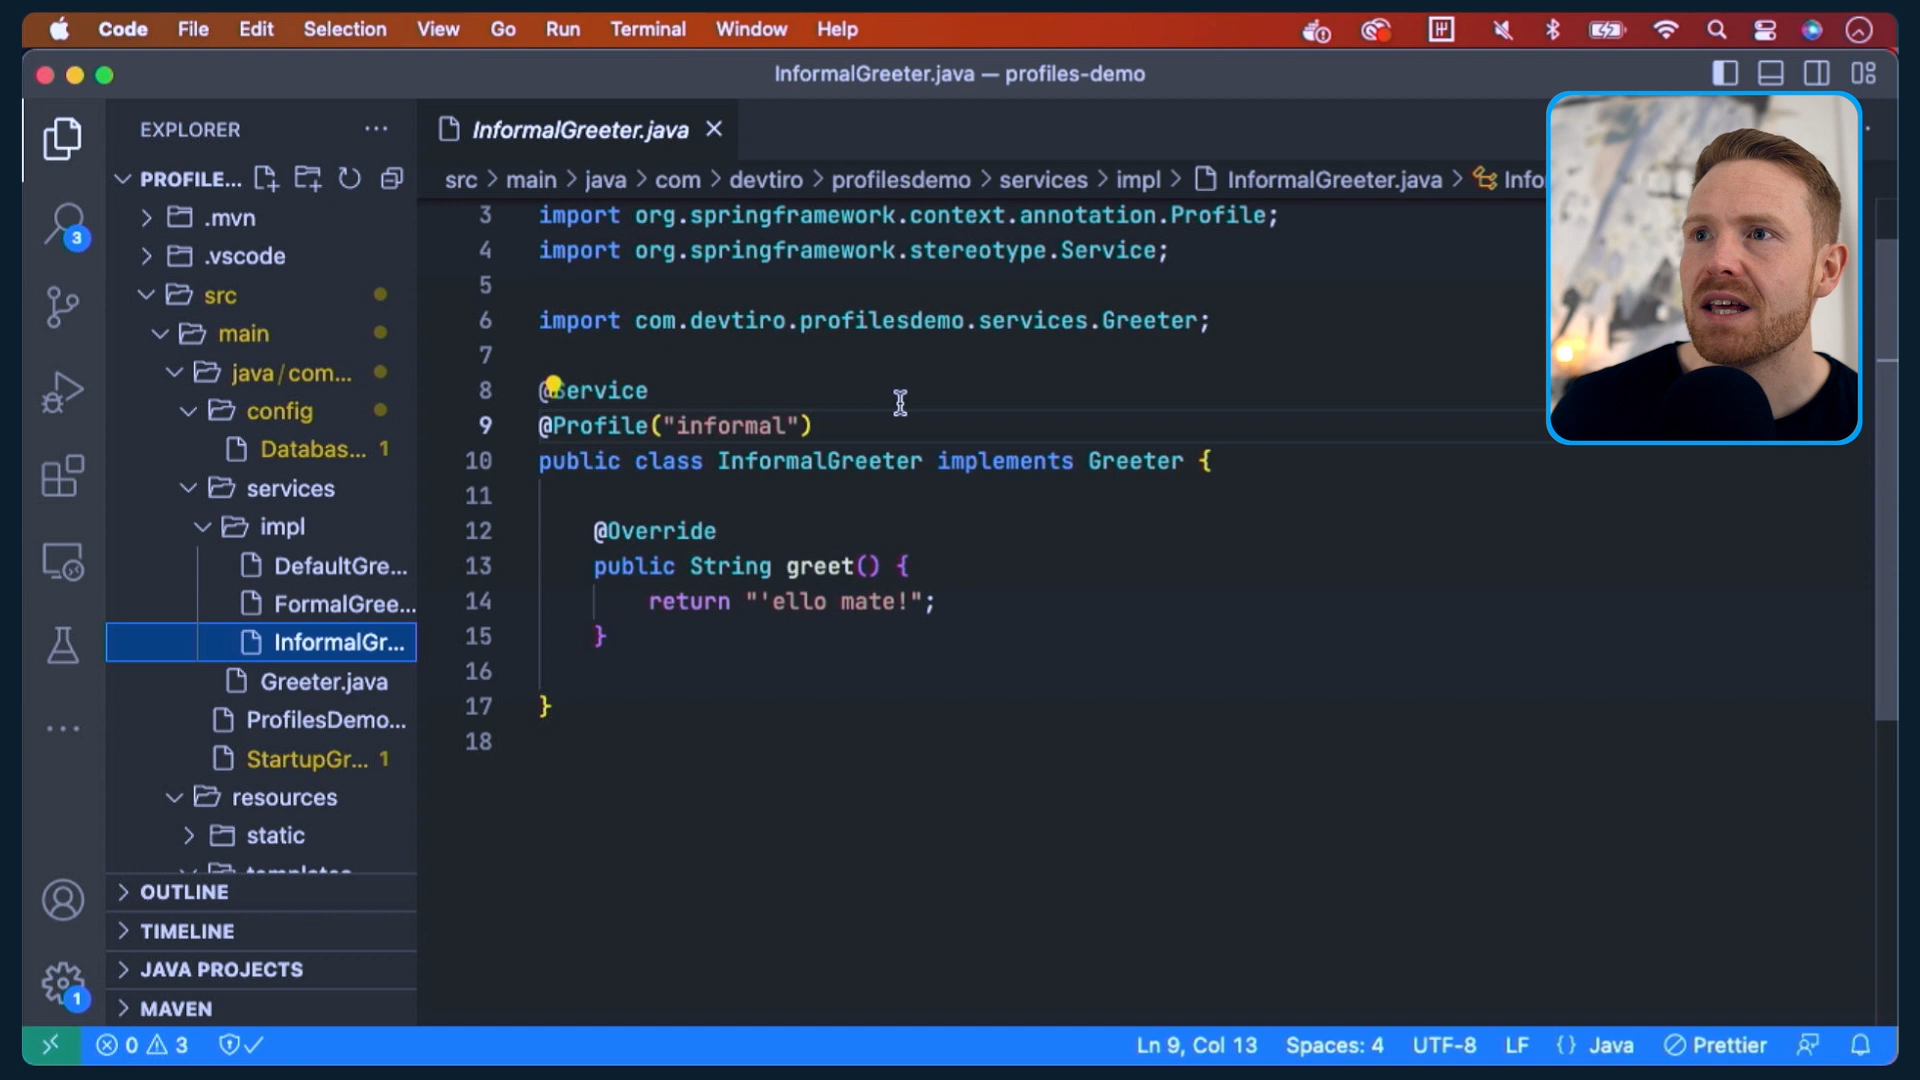 Code File Edit Selection View Go Run Terminal Window Help
InformalGreeter.java — profiles-demo
EXPLORER
InformalGreeter.java
PROFILE...
src > main > java > com > devtiro > profilesdemo > services > impl > InformalGreeter.java > Info
.mvn
.vscode
src
main
java/com...
config
Databas... 1
services
impl
DefaultGre...
FormalGree...
InformalGr...
Greeter.java
ProfilesDemo...
StartupGr... 1
resources
static
templates
OUTLINE
TIMELINE
JAVA PROJECTS
MAVEN
3
1
3 import org.springframework.context.annotation.Profile;
4 import org.springframework.stereotype.Service;
5
6 import com.devtiro.profilesdemo.services.Greeter;
7
8 @Service
9 @Profile("informal")
10 public class InformalGreeter implements Greeter {
11
12 @Override
13 public String greet() {
14 return "'ello mate!";
15 }
16
17 }
18
0 3
Ln 9, Col 13 Spaces: 4 UTF-8 LF {} Java Prettier